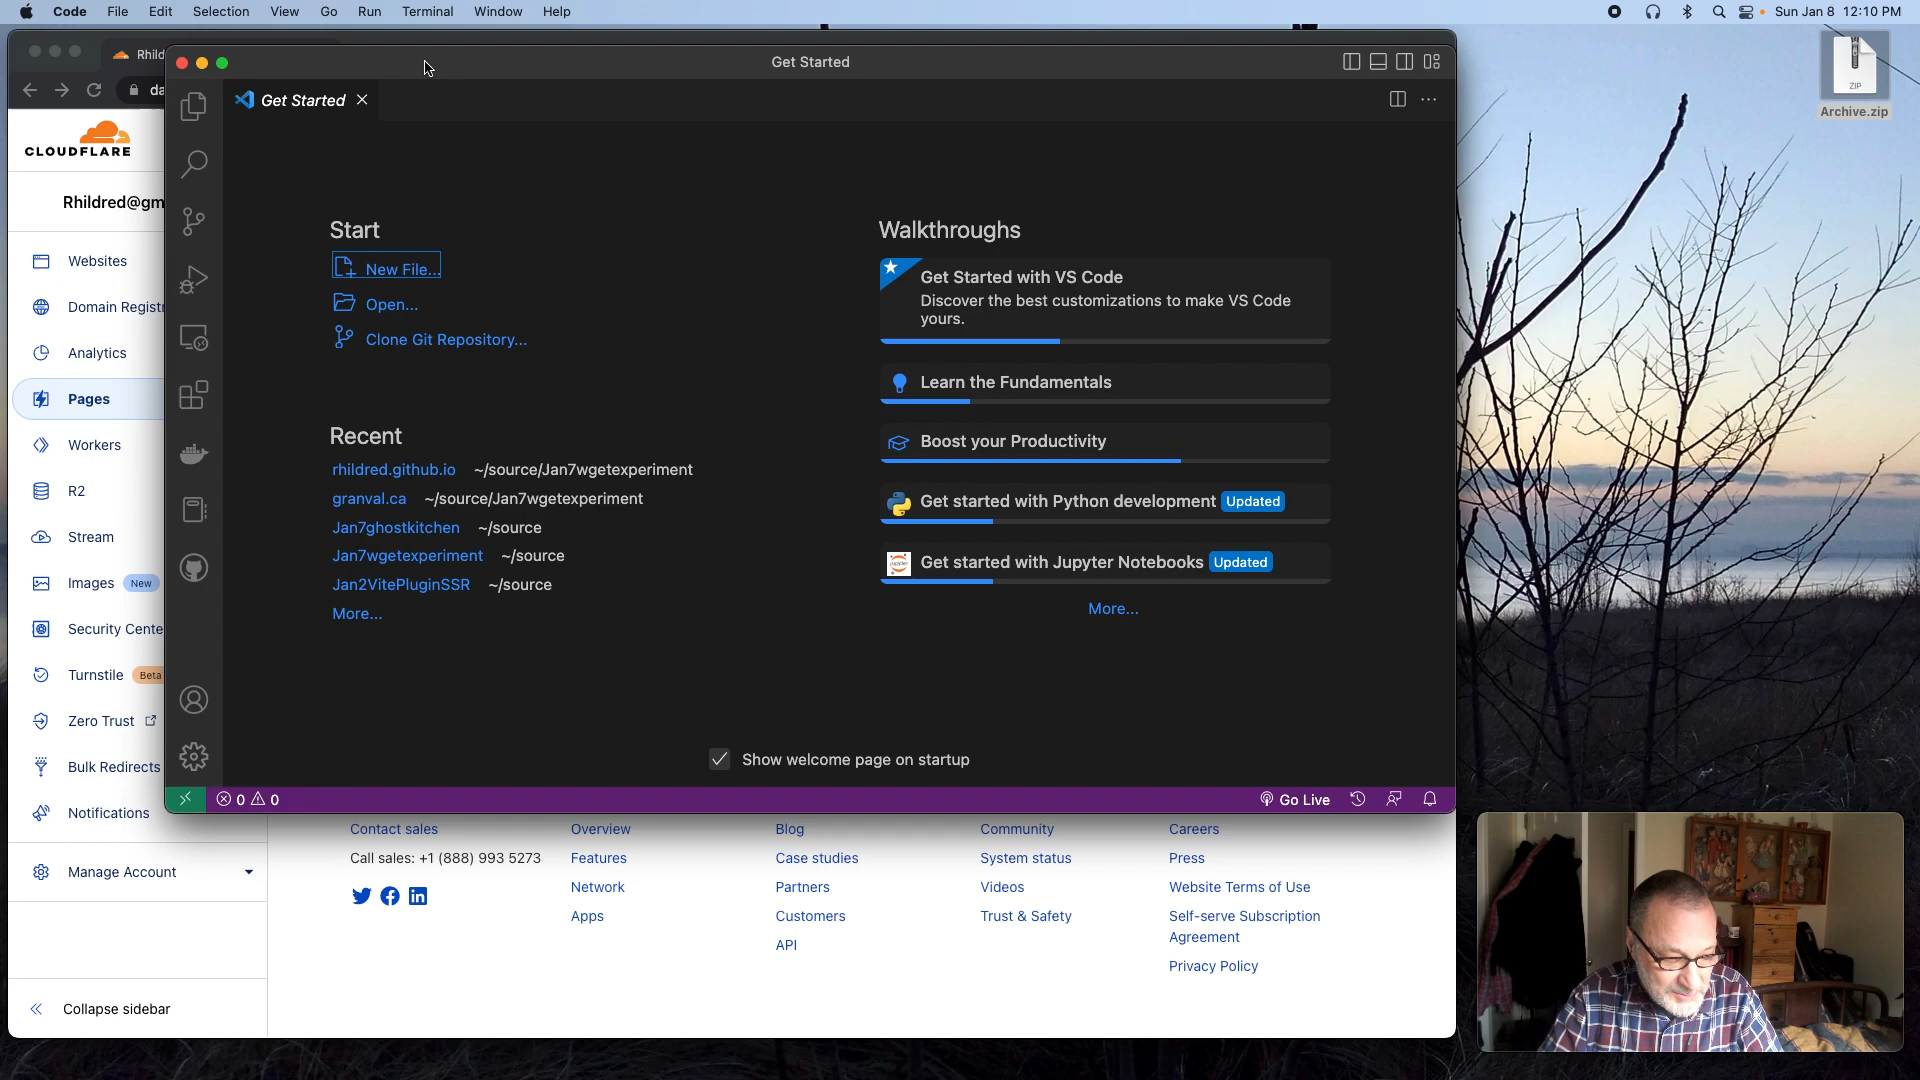 Code File Edit Selection View Go Run Terminal Window Help
Sun Jan 8 12:10 PM
ZIP
Archive.zip
Get Started
Get Started
CLOUDFLARE
Websites
Analytics
Pages
Workers
R2
Stream
Images New
Turnstile Beta
Zero Trust
Bulk Redirects
Notifications
Manage Account
Collapse sidebar
Start
New File...
Open...
Clone Git Repository...
Recent
rhildred.github.io ~/source/Jan7wgetexperiment
granval.ca ~/source/Jan7wgetexperiment
Jan7ghostkitchen ~/source
Jan7wgetexperiment ~/source
Jan2VitePluginSSR ~/source
More...
Walkthroughs
Get Started with VS Code
Discover the best customizations to make VS Code
yours.
Learn the Fundamentals
Boost your Productivity
Get started with Python development Updated
Get started with Jupyter Notebooks Updated
More...
Show welcome page on startup
0 0
Go Live
Contact sales
Call sales: +1 (888) 993 5273
Overview
Features
Network
Apps
Blog
Case studies
Partners
Customers
API
Community
System status
Videos
Trust & Safety
Careers
Press
Website Terms of Use
Self-serve Subscription
Agreement
Privacy Policy